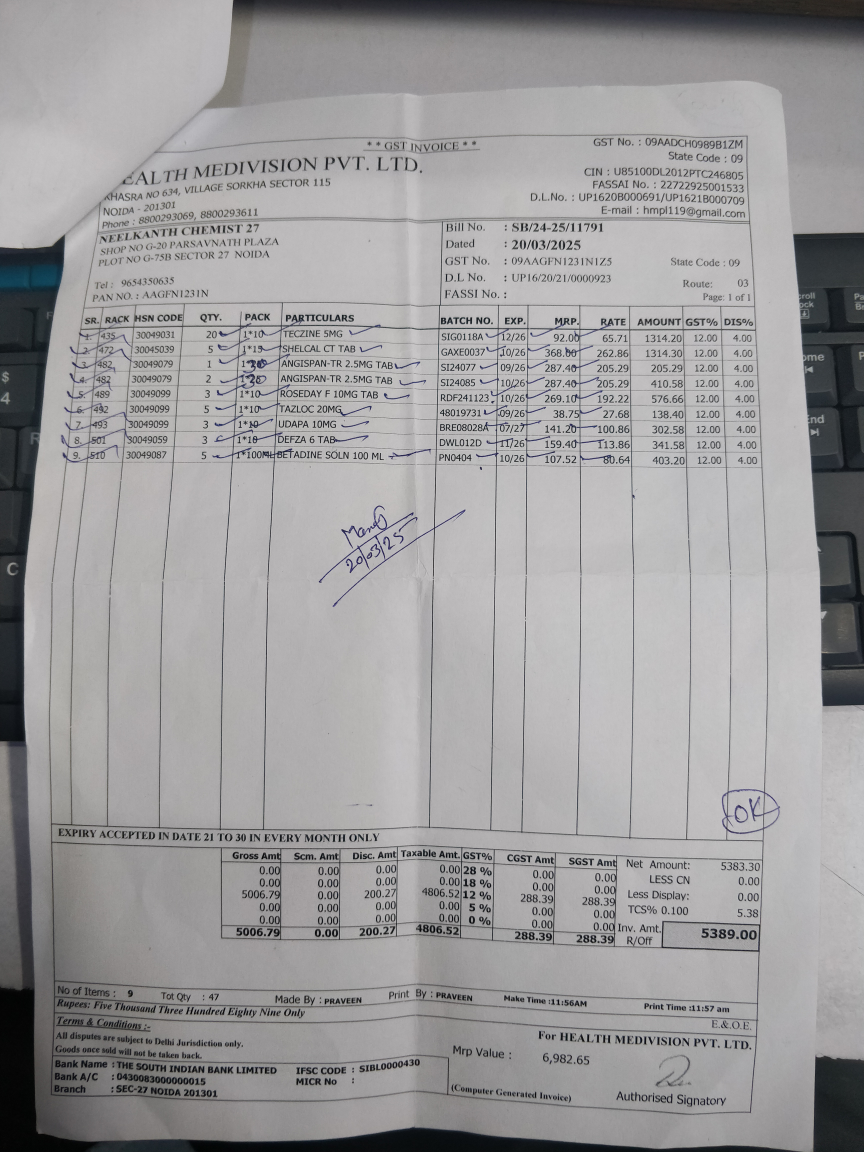 * * GST INVOICE * *
EALTH MEDIVISION PVT. LTD.
KHASRA NO 634, VILLAGE SORKHA SECTOR 115
NOIDA - 201301
Phone : 8800293069, 8800293611
GST No. : 09AADCH0989B1ZM
State Code : 09
CIN : U85100DL2012PTC246805
FASSAI No. : 22722925001533
D.L.No. : UP1620B000691/UP1621B000709
E-mail : hmpl119@gmail.com
NEELKANTH CHEMIST 27
SHOP NO G-20 PARSAVNATH PLAZA
PLOT NO G-75B SECTOR 27 NOIDA
Tel : 9654350635
PAN NO. : AAGFN1231N
Bill No. : SB/24-25/11791
Dated : 20/03/2025
GST No. : 09AAGFN1231N1Z5 State Code : 09
D.L No. : UP16/20/21/0000923
Route: 03
FASSI No. :
Page: 1 of 1
SR. RACK HSN CODE QTY. PACK PARTICULARS BATCH NO. EXP. MRP. RATE AMOUNT GST% DIS%
1. 435 30049031 20 1*10 TECZINE 5MG SIG0118A 12/26 92.00 65.71 1314.20 12.00 4.00
2. 472 30045039 5 1*15 SHELCAL CT TAB GAXE0037 10/26 368.00 262.86 1314.30 12.00 4.00
3. 482 30049079 1 1*30 ANGISPAN-TR 2.5MG TAB SI24077 09/26 287.40 205.29 205.29 12.00 4.00
4. 482 30049079 2 ANGISPAN-TR 2.5MG TAB SI24085 10/26 287.40 205.29 410.58 12.00 4.00
5. 489 30049099 3 1*10 ROSEDAY F 10MG TAB RDF241123 10/26 269.10 192.22 576.66 12.00 4.00
6. 492 30049099 5 1*10 TAZLOC 20MG 48019731 09/26 38.75 27.68 138.40 12.00 4.00
7. 493 30049099 3 1*10 UDAPA 10MG BRE08028A 07/27 141.20 100.86 302.58 12.00 4.00
8. 501 30049059 3 1*10 DEFZA 6 TAB DWL012D 11/26 159.40 113.86 341.58 12.00 4.00
9. 510 30049087 5 1*100ML BETADINE SOLN 100 ML PN0404 10/26 107.52 80.64 403.20 12.00 4.00
20/03/25
OK
EXPIRY ACCEPTED IN DATE 21 TO 30 IN EVERY MONTH ONLY
Gross Amt Scm. Amt Disc. Amt Taxable Amt. GST% CGST Amt SGST Amt
0.00 0.00 0.00 0.00 28 % 0.00 0.00
0.00 0.00 0.00 0.00 18 % 0.00 0.00
5006.79 0.00 200.27 4806.52 12 % 288.39 288.39
0.00 0.00 0.00 0.00 5 % 0.00 0.00
0.00 0.00 0.00 0.00 0 % 0.00 0.00
5006.79 0.00 200.27 4806.52 288.39 288.39
Net Amount: 5383.30
LESS CN 0.00
Less Display: 0.00
TCS% 0.100 5.38
Inv. Amt. 5389.00
R/Off
No of Items : 9 Tot Qty : 47 Made By : PRAVEEN Print By : PRAVEEN Make Time :11:56AM Print Time :11:57 am
Rupees: Five Thousand Three Hundred Eighty Nine Only
E.&.O.E.
Terms & Conditions :-
All disputes are subject to Delhi Jurisdiction only.
Goods once sold will not be taken back.
Bank Name : THE SOUTH INDIAN BANK LIMITED IFSC CODE : SIBL0000430
Bank A/C : 0430083000000015 MICR No :
Branch : SEC-27 NOIDA 201301
For HEALTH MEDIVISION PVT. LTD.
Mrp Value : 6,982.65
(Computer Generated Invoice)
Authorised Signatory